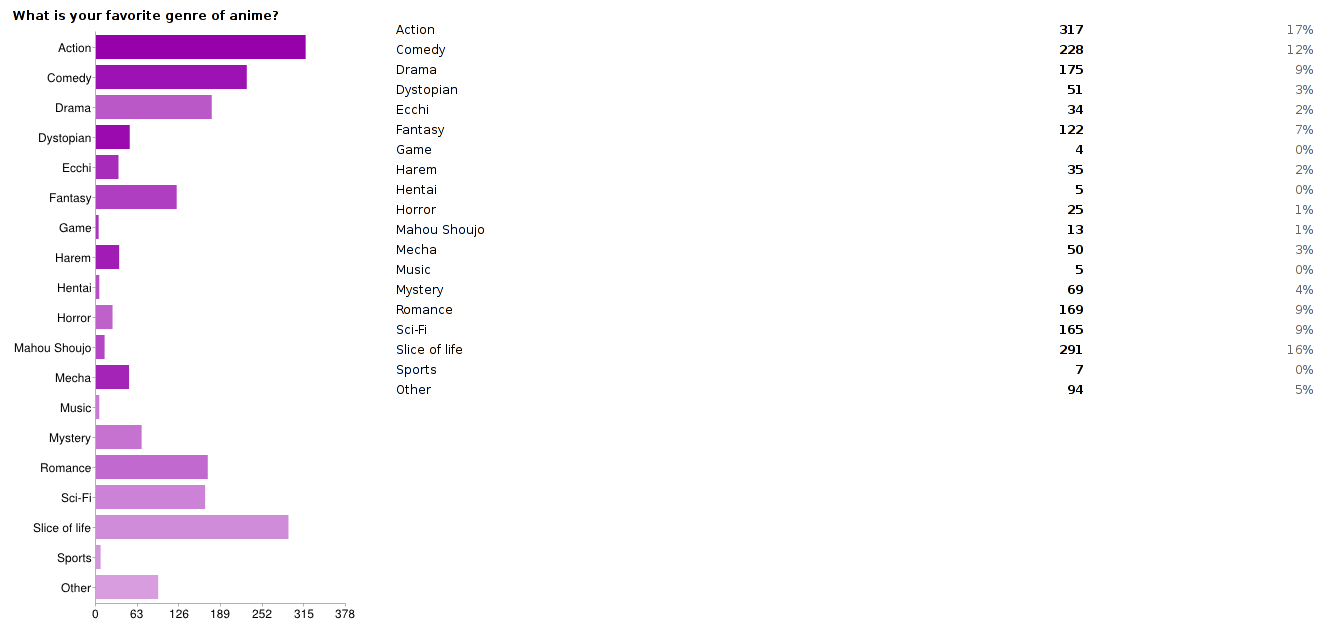 What is your favorite genre of anime?
Action
Comedy
Drama
Dystopian
Ecchi
Fantasy
Game
Harem
Hentai
Horror
Mahou Shoujo
Mecha
Music
Mystery
Romance
Sci-Fi
Slice of life
Sports
Other
0 63 126 189 252 315 378
Action 317 17%
Comedy 228 12%
Drama 175 9%
Dystopian 51 3%
Ecchi 34 2%
Fantasy 122 7%
Game 4 0%
Harem 35 2%
Hentai 5 0%
Horror 25 1%
Mahou Shoujo 13 1%
Mecha 50 3%
Music 5 0%
Mystery 69 4%
Romance 169 9%
Sci-Fi 165 9%
Slice of life 291 16%
Sports 7 0%
Other 94 5%